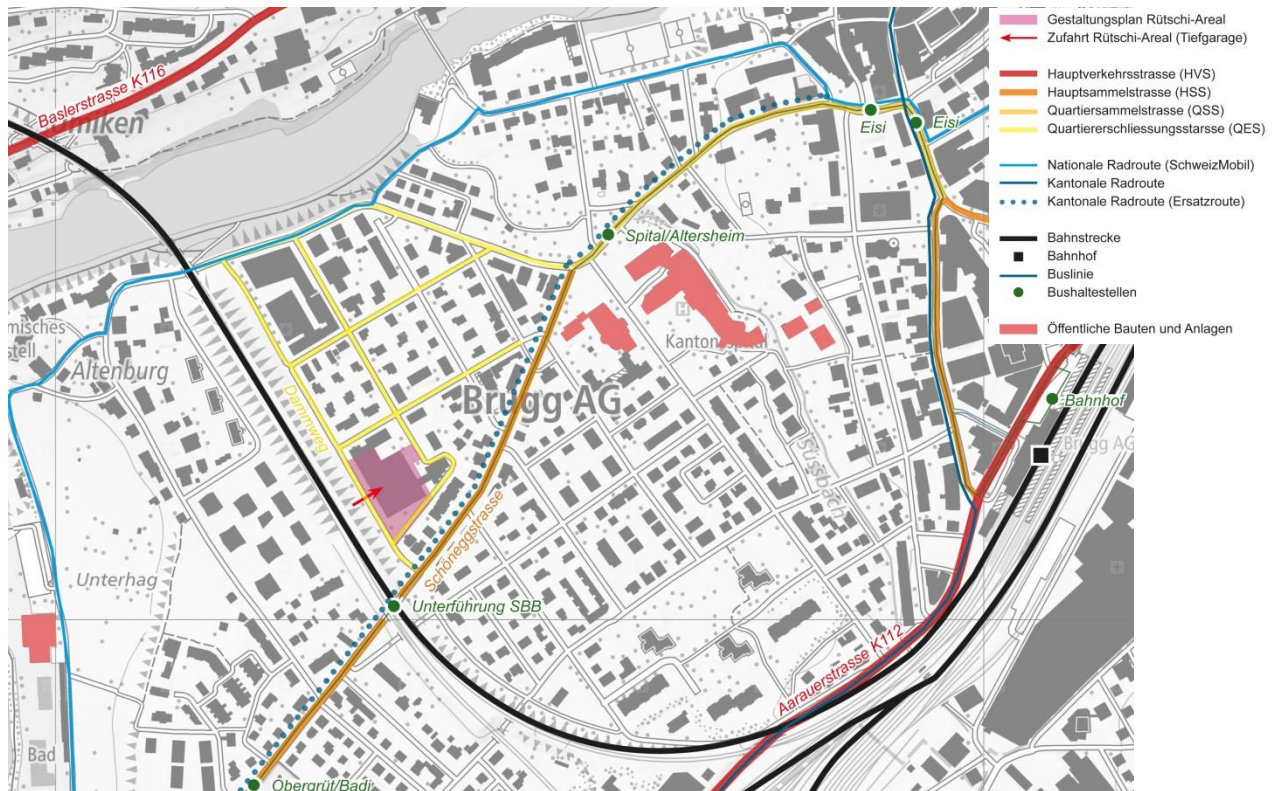 Gestaltungsplan Rütschi-Areal
Zufahrt Rütschi-Areal (Tiefgarage)
Hauptverkehrsstrasse (HVS)
Hauptsammelstrasse (HSS)
Quartiersammelstrasse (QSS)
Quartiererschliessungsstarsse (QES)
Nationale Radroute (SchweizMobil)
Kantonale Radroute
Kantonale Radroute (Ersatzroute)
Bahnstrecke
Bahnhof
Buslinie
Bushaltestellen
Öffentliche Bauten und Anlagen
Baslerstrasse K116
Eisi
Eisi
Spital/Altersheim
H
Kantonsspital
Altenburg
Dammweg
Brugg AG
Bahnhof
Brugg AG
Süssbach
Schöneggstrasse
Unterhag
Unterführung SBB
Aarauerstrasse K112
Bad
Obergrüt/Badi